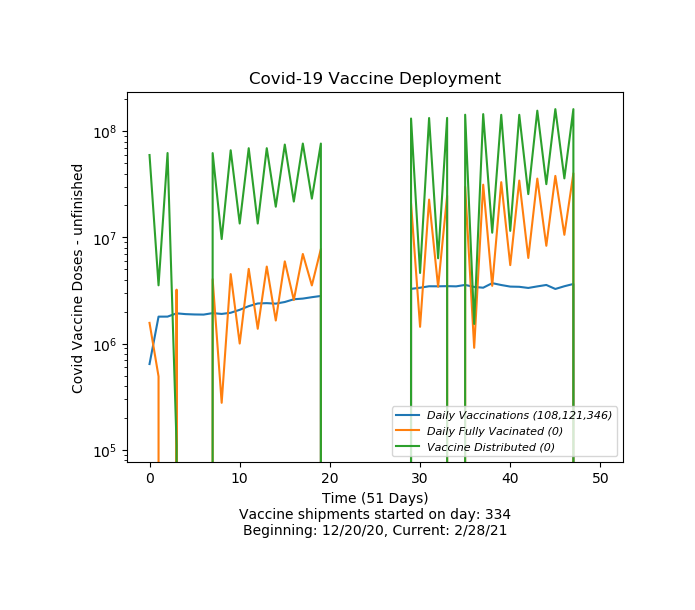 Covid-19 Vaccine Deployment
Covid Vaccine Doses - unfinished
10^8
10^7
10^6
10^5
0 10 20 30 40 50
Daily Vaccinations (108,121,346)
Daily Fully Vacinated (0)
Vaccine Distributed (0)
Time (51 Days)
Vaccine shipments started on day: 334
Beginning: 12/20/20, Current: 2/28/21